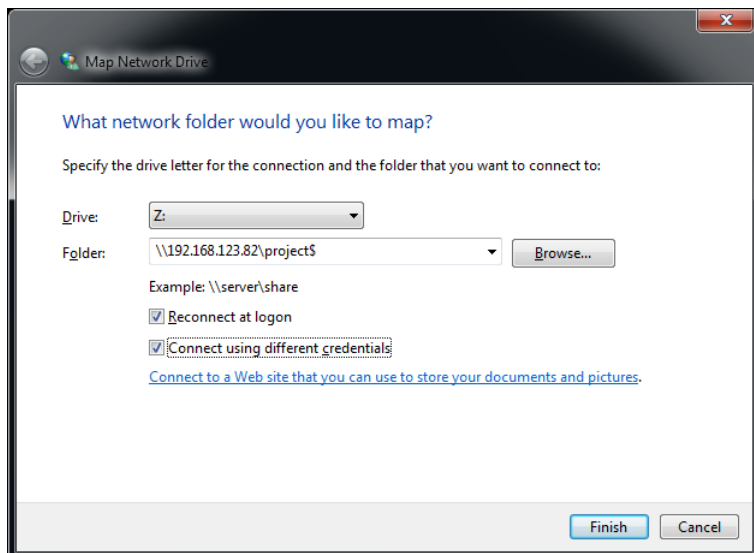 Map Network Drive
What network folder would you like to map?
Specify the drive letter for the connection and the folder that you want to connect to:
Drive: Z:
Folder: \\192.168.123.82\project$ Browse...
Example: \\server\share
Reconnect at logon
Connect using different credentials
Connect to a Web site that you can use to store your documents and pictures.
Finish Cancel